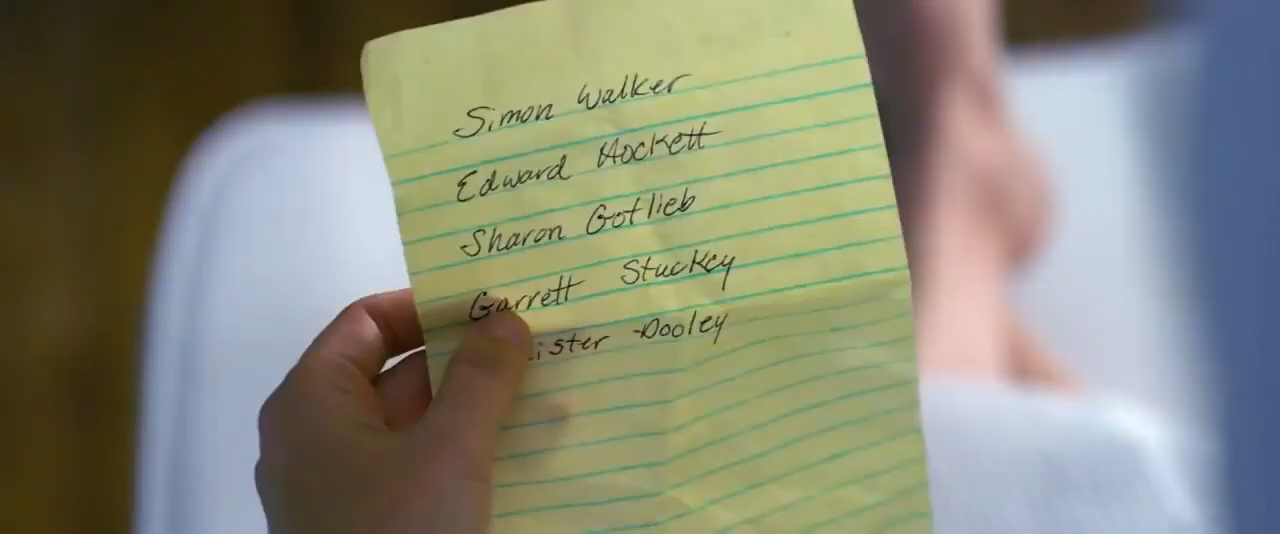 Simon Walker
Edward Hockett
Sharon Gotlieb
Garrett Stuckey
Dooley